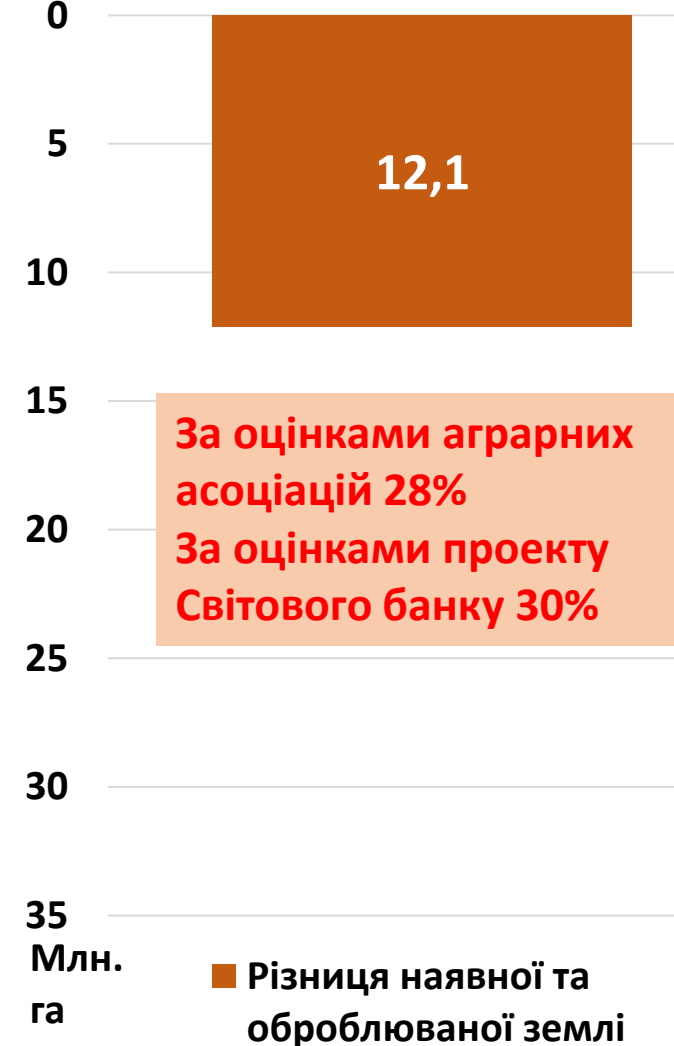 0
5
12,1
10
15
За оцінками аграрних
асоціацій 28%
20
За оцінками проекту
Світового банку 30%
25
30
35
Млн.
га
Різниця наявної та
оброблюваної землі